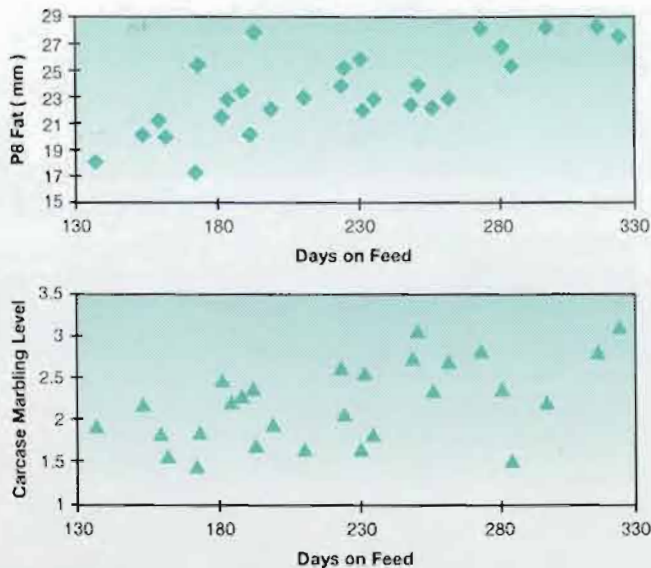 29
27
25
23
21
19
17
15
P8 Fat ( mm )
130 180 230 280 330
Days on Feed
3.5
3
2.5
2
1.5
1
Carcase Marbling Level
130 180 230 280 330
Days on Feed